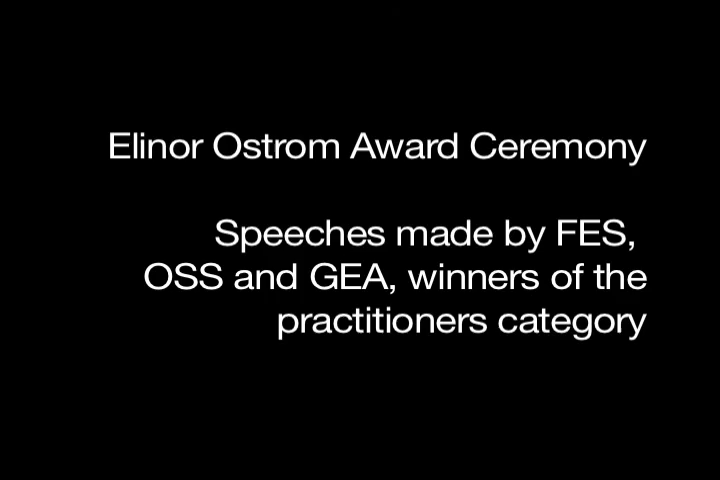 Elinor Ostrom Award Ceremony
Speeches made by FES,
OSS and GEA, winners of the
practitioners category